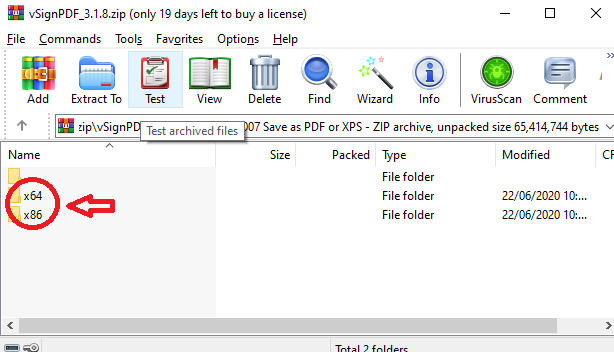 vSignPDF_3.1.8.zip (only 19 days left to buy a license)
File Commands Tools Favorites Options Help
Add Extract To Test View Delete Find Wizard Info VirusScan Comment
zip\vSignPD 007 Save as PDF or XPS - ZIP archive, unpacked size 65,414,744 bytes
Test archived files
Name Size Packed Type Modified CR
File folder
x64 File folder 22/06/2020 10:...
x86 File folder 22/06/2020 10:...
Total 2 folders